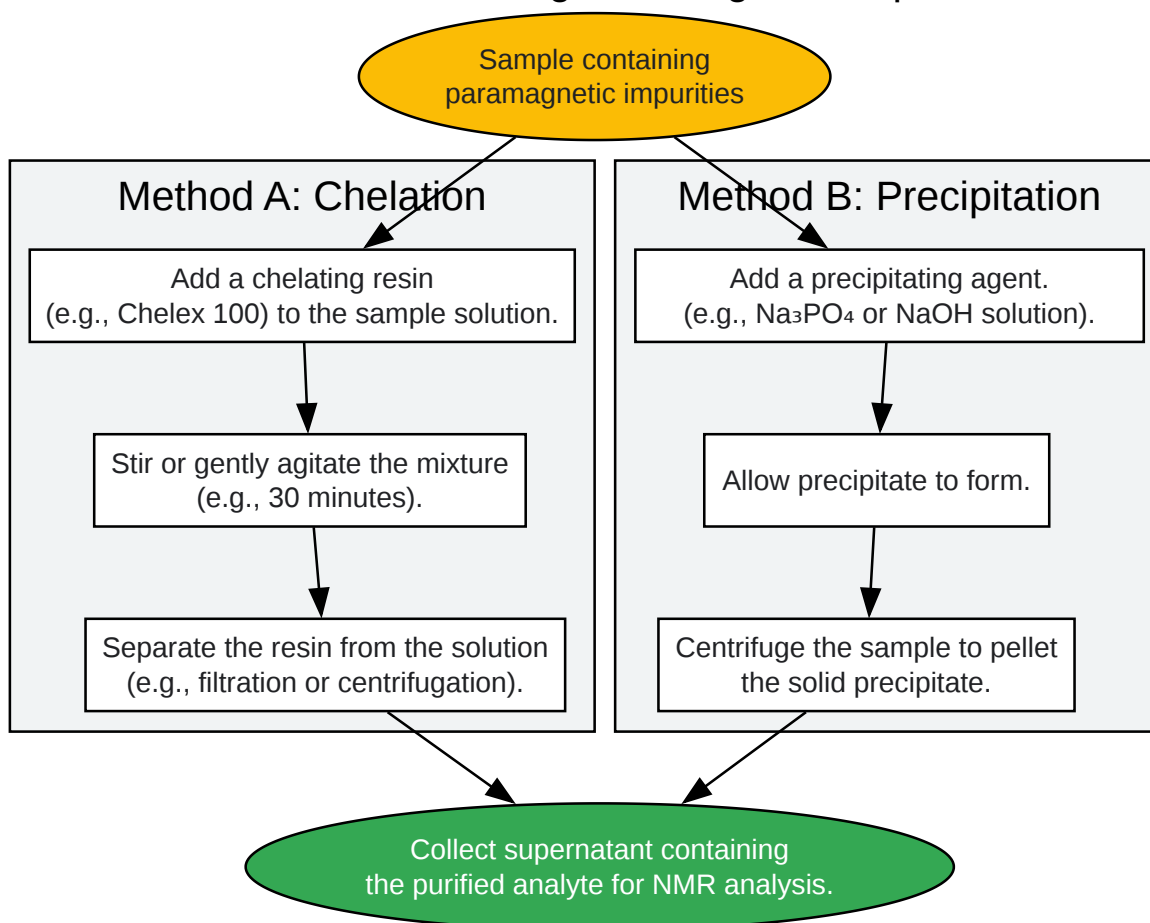 Sample containing
paramagnetic impurities
Method A: Chelation
Add a chelating resin
(e.g., Chelex 100) to the sample solution.
Stir or gently agitate the mixture
(e.g., 30 minutes).
Separate the resin from the solution
(e.g., filtration or centrifugation).
Method B: Precipitation
Add a precipitating agent.
(e.g., Na₃PO₄ or NaOH solution).
Allow precipitate to form.
Centrifuge the sample to pellet
the solid precipitate.
Collect supernatant containing
the purified analyte for NMR analysis.